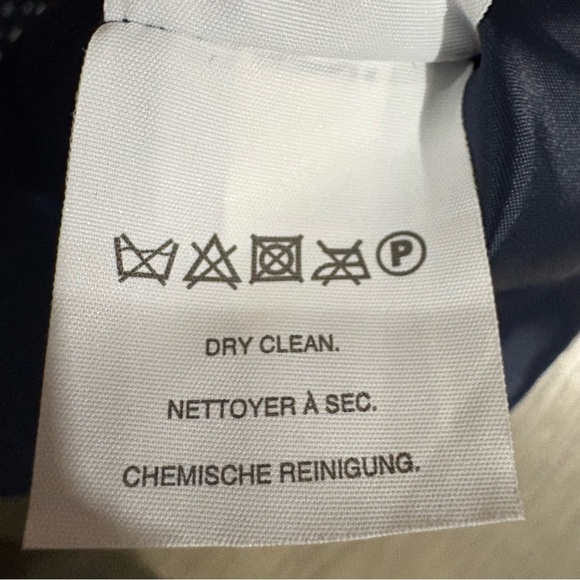 P
DRY CLEAN.
NETTOYER À SEC.
CHEMISCHE REINIGUNG.